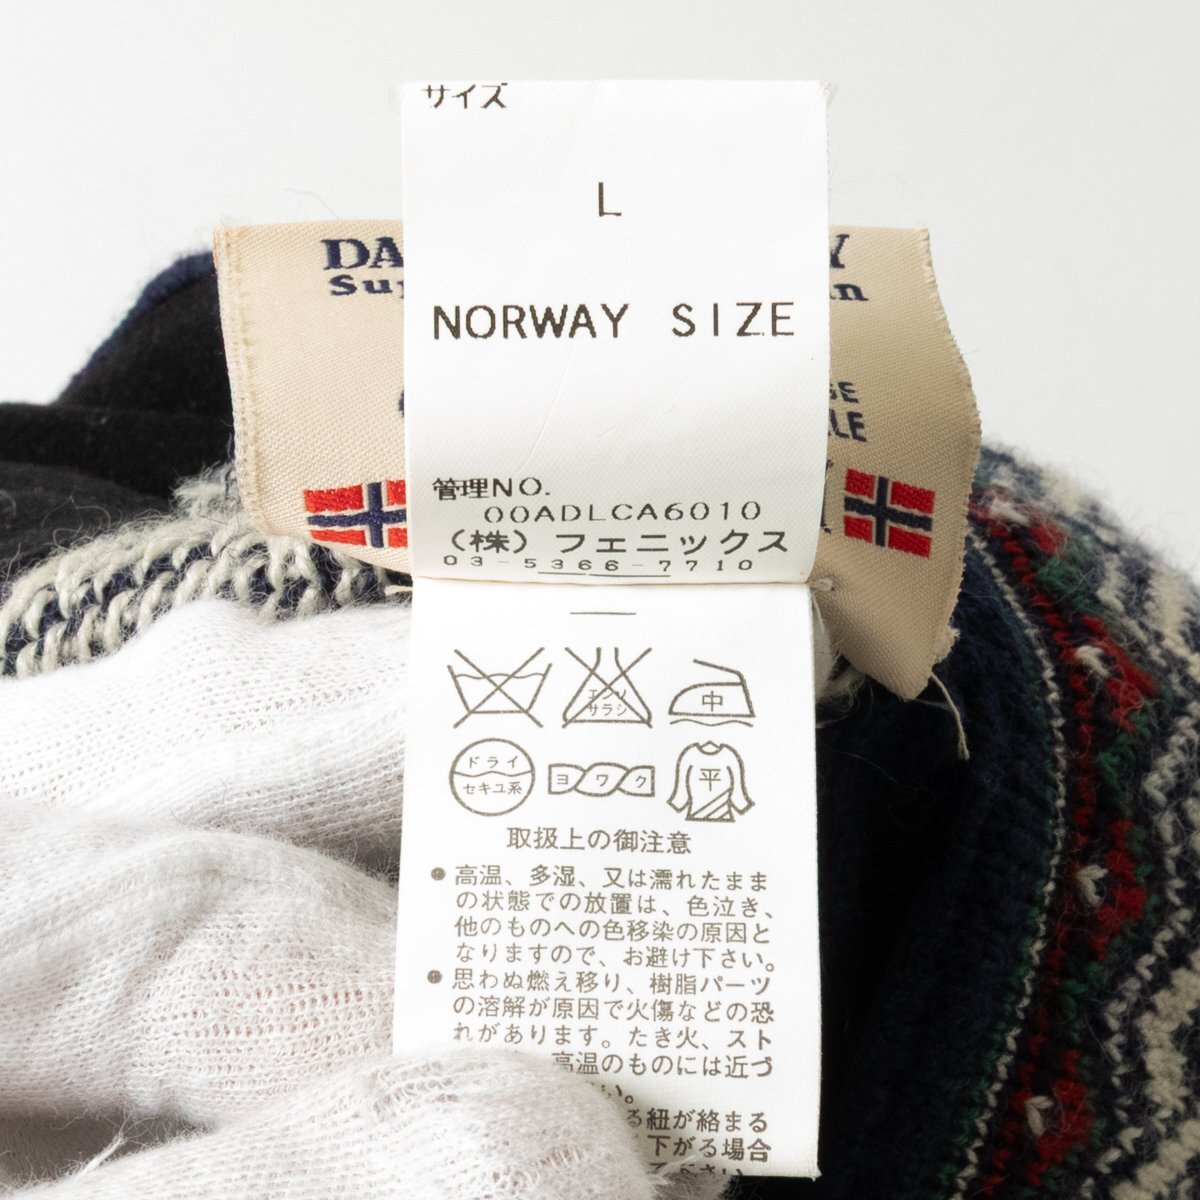 サイズ
L
NORWAY SIZE
管理NO.
00ADLCA6010
(株)フェニックス
03-5366-7710
エンソ
サラシ
中
ドライ
セキユ系
ヨワク
平
取扱上の御注意
●高温、多湿、又は濡れたまま
の状態での放置は、色泣き、
他のものへの色移染の原因と
なりますので、お避け下さい。
●思わぬ燃え移り、樹脂パーツ
の溶解が原因で火傷などの恐
れがあります。たき火、スト
高温のものには近づ
い。
る紐が絡まる
下がる場合
て下さい。